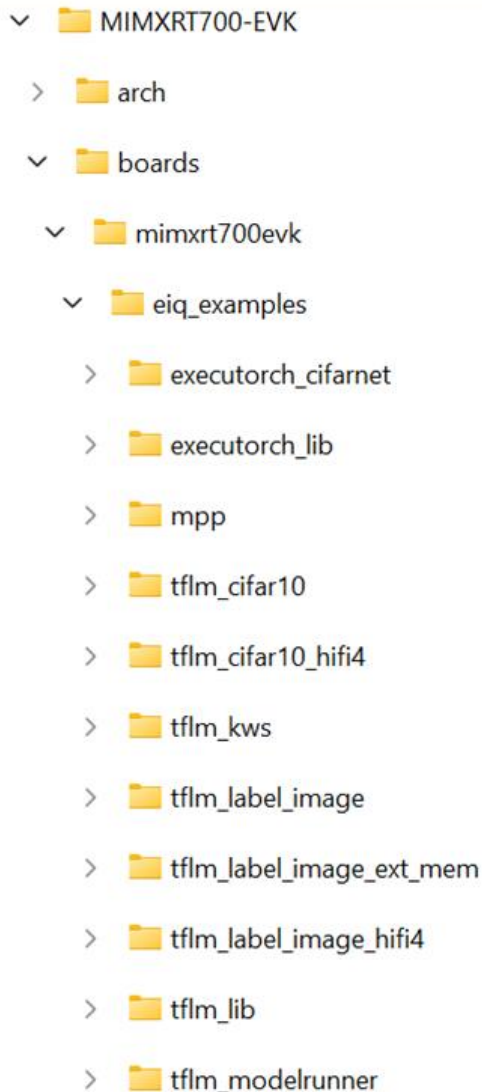 MIMXRT700-EVK
arch
boards
mimxrt700evk
eiq_examples
executorch_cifarnet
executorch_lib
mpp
tflm_cifar10
tflm_cifar10_hifi4
tflm_kws
tflm_label_image
tflm_label_image_ext_mem
tflm_label_image_hifi4
tflm_lib
tflm_modelrunner